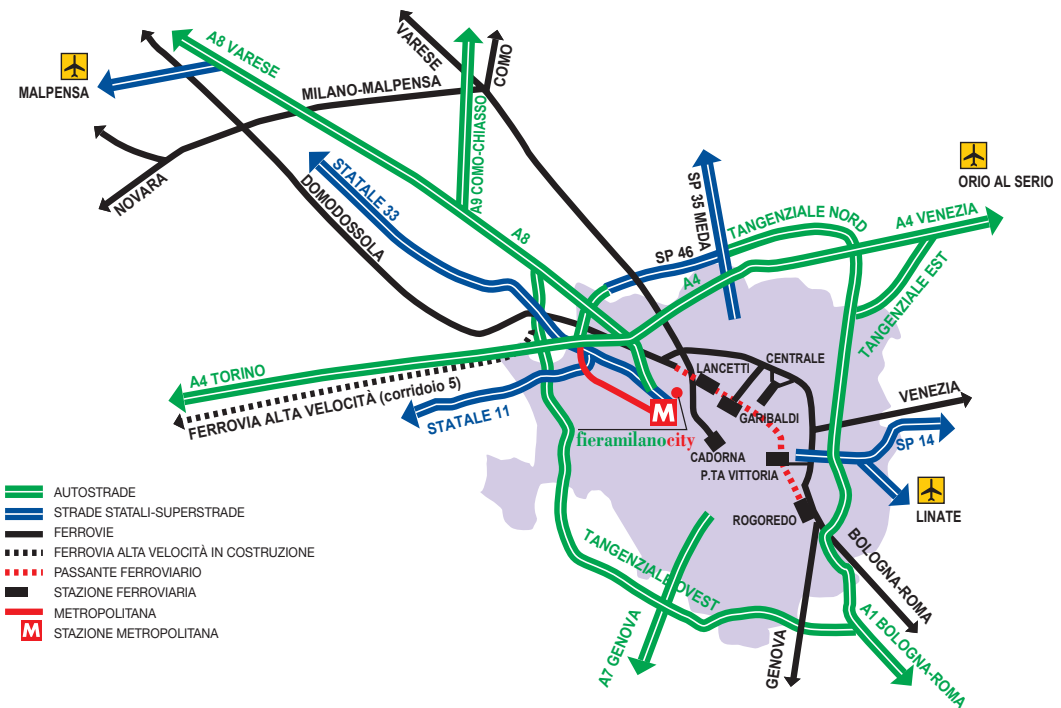 A8 VARESE
VARESE
COMO
MALPENSA
MILANO-MALPENSA
A9 COMO-CHIASSO
NOVARA
STATALE 33
DOMODOSSOLA
A8
SP 35 MEDA
SP 46
A4
TANGENZIALE NORD
A4 VENEZIA
ORIO AL SERIO
TANGENZIALE EST
A4 TORINO
FERROVIA ALTA VELOCITÀ (corridoio 5)
STATALE 11
LANCETTI
CENTRALE
GARIBALDI
M
fieramilanocity
CADORNA
P.TA VITTORIA
VENEZIA
SP 14
LINATE
ROGOREDO
BOLOGNA-ROMA
TANGENZIALE OVEST
A7 GENOVA
GENOVA
A1 BOLOGNA-ROMA
AUTOSTRADE
STRADE STATALI-SUPERSTRADE
FERROVIE
FERROVIA ALTA VELOCITÀ IN COSTRUZIONE
PASSANTE FERROVIARIO
STAZIONE FERROVIARIA
METROPOLITANA
M STAZIONE METROPOLITANA